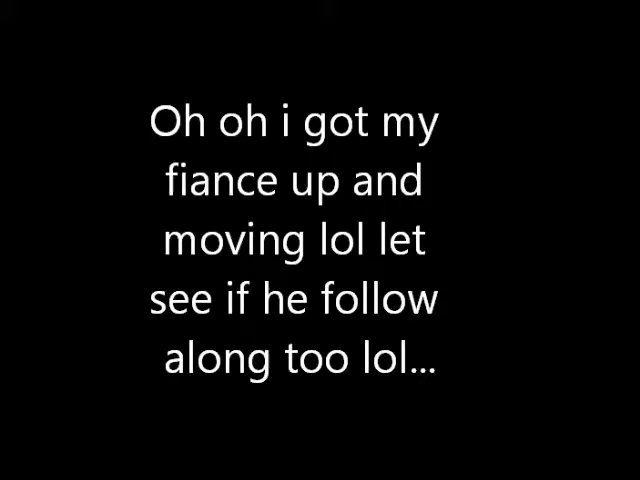 Oh oh i got my
fiance up and
moving lol let
see if he follow
along too lol...